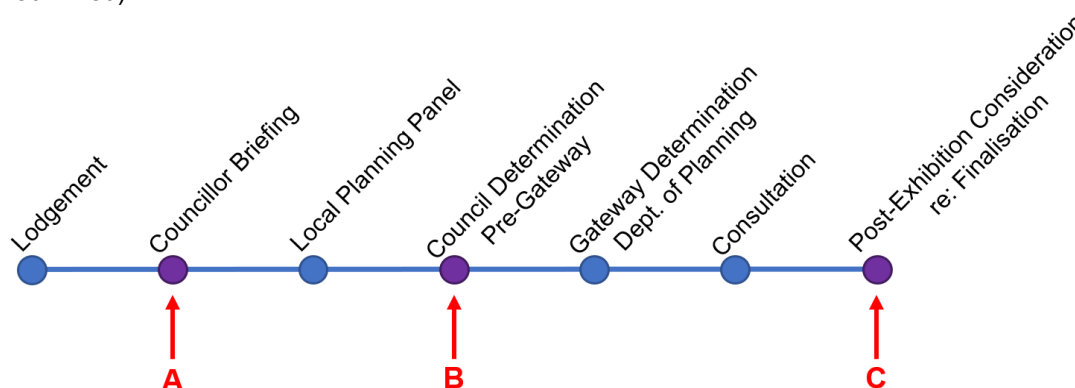 Lodgement
Councillor Briefing
Local Planning Panel
Council Determination
Pre-Gateway
Gateway Determination
Dept. of Planning
Consultation
Post-Exhibition Consideration
re: Finalisation
A
B
C